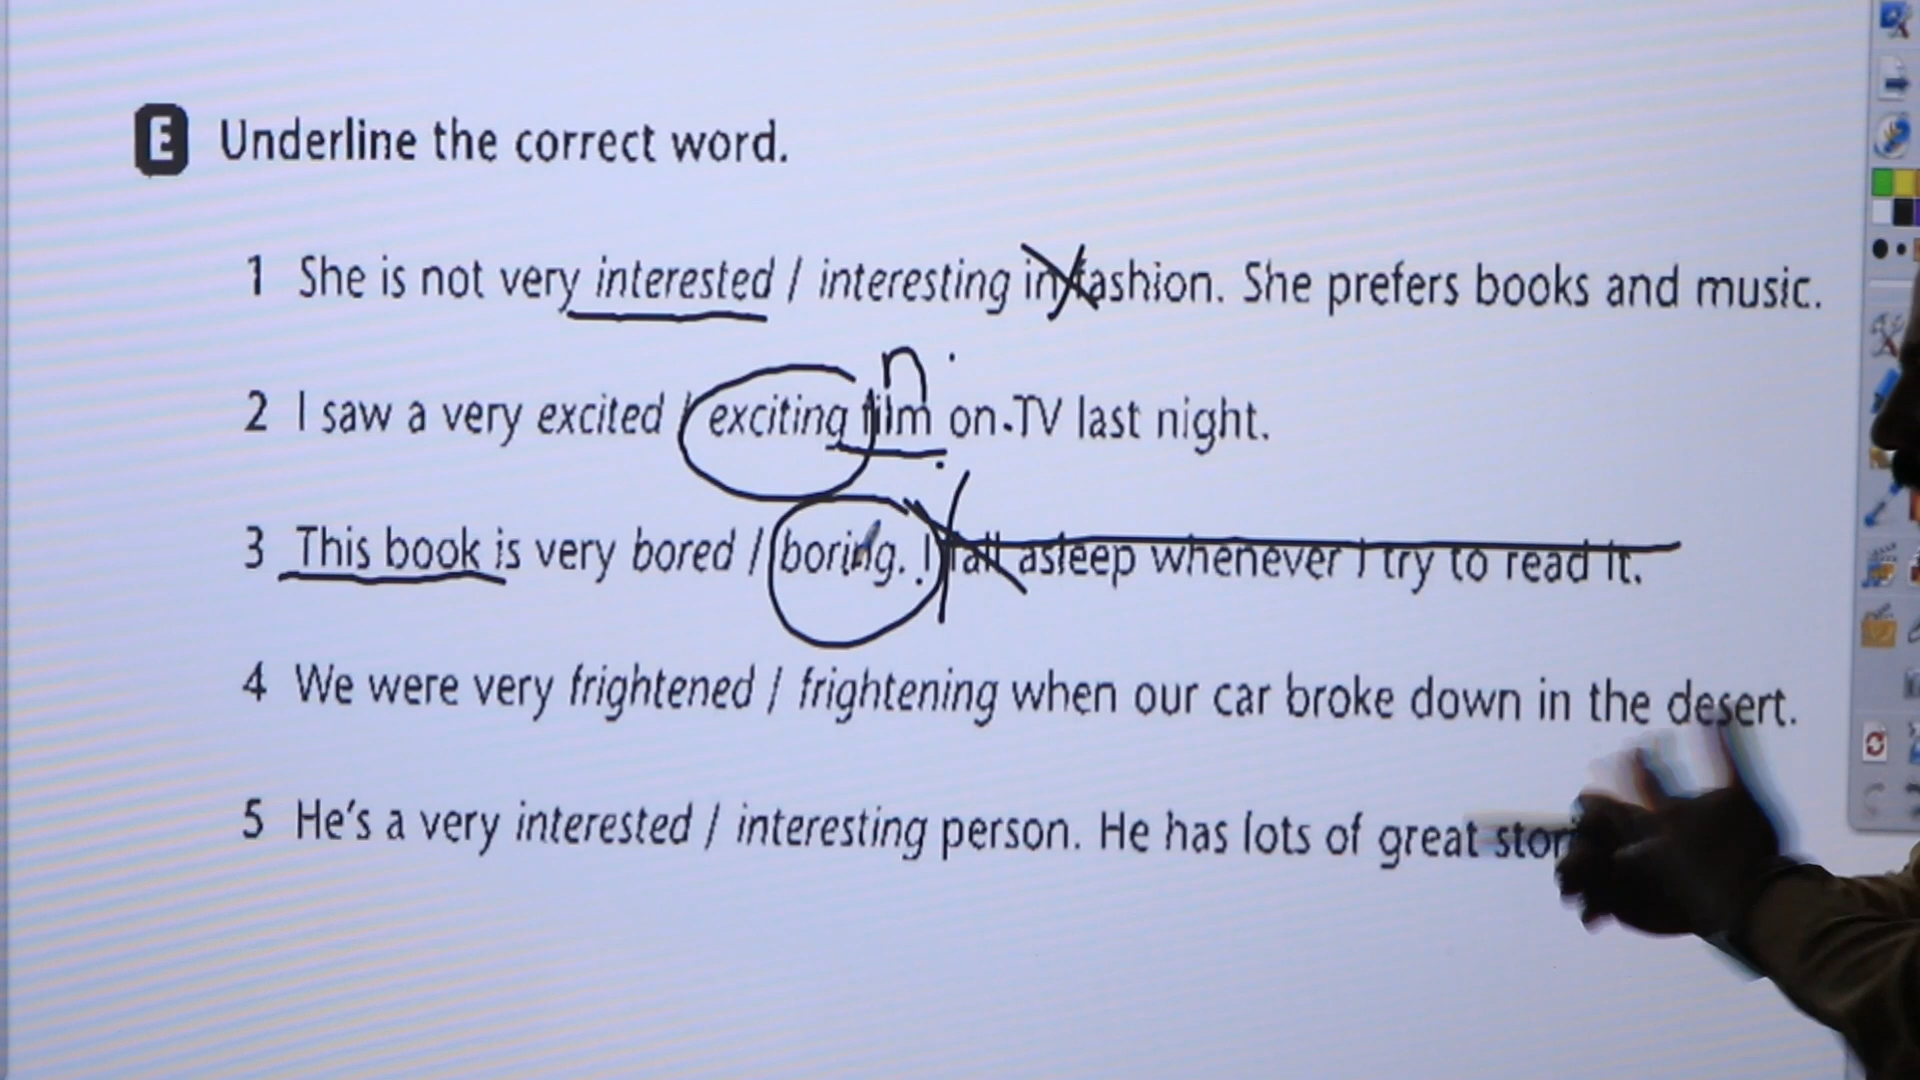 E Underline the correct word.
1 She is not very interested / interesting in fashion. She prefers books and music.
n
2 I saw a very excited / exciting film on TV last night.
3 This book is very bored / boring. I fall asleep whenever I try to read it.
4 We were very frightened / frightening when our car broke down in the desert.
5 He's a very interested / interesting person. He has lots of great